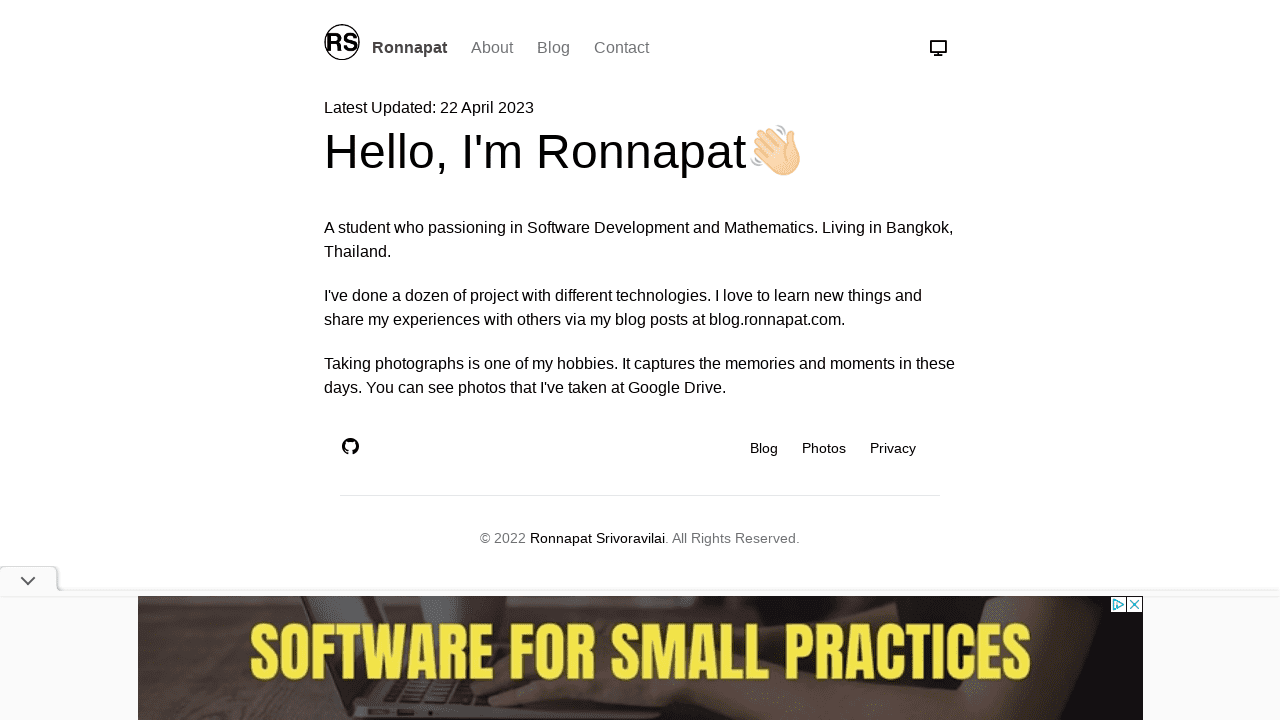 RS
Ronnapat About Blog Contact
Latest Updated: 22 April 2023
Hello, I'm Ronnapat👋🏻
A student who passioning in Software Development and Mathematics. Living in Bangkok,
Thailand.
I've done a dozen of project with different technologies. I love to learn new things and
share my experiences with others via my blog posts at blog.ronnapat.com.
Taking photographs is one of my hobbies. It captures the memories and moments in these
days. You can see photos that I've taken at Google Drive.
Blog Photos Privacy
© 2022 Ronnapat Srivoravilai. All Rights Reserved.
SOFTWARE FOR SMALL PRACTICES